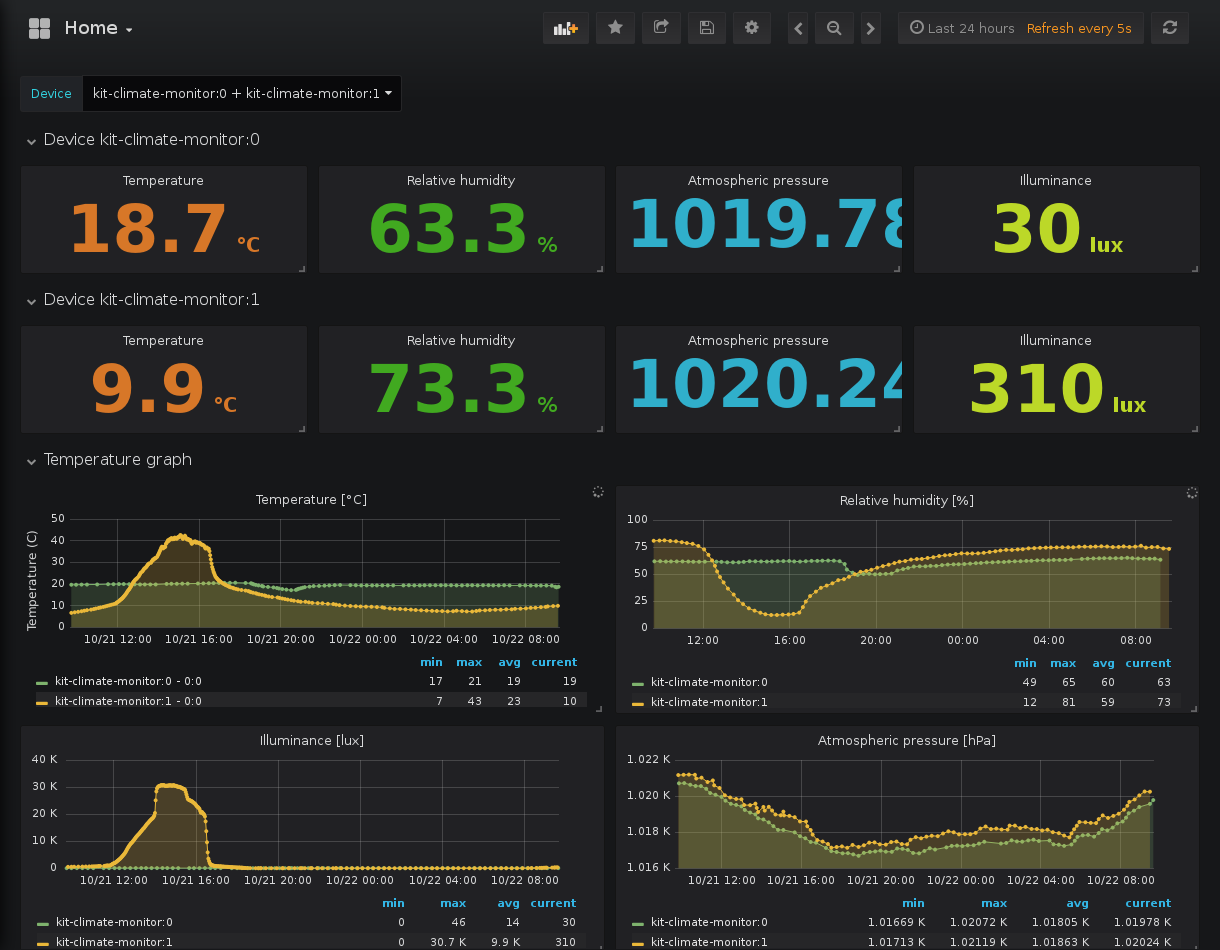 Home
Last 24 hours Refresh every 5s
Device kit-climate-monitor:0 + kit-climate-monitor:1
Device kit-climate-monitor:0
Temperature Relative humidity Atmospheric pressure Illuminance
18.7 °C 63.3 % 1019.78 30 lux
Device kit-climate-monitor:1
Temperature Relative humidity Atmospheric pressure Illuminance
9.9 °C 73.3 % 1020.24 310 lux
Temperature graph
Temperature [°C]
Temperature (C)
50
40
30
20
10
0
10/21 12:00 10/21 16:00 10/21 20:00 10/22 00:00 10/22 04:00 10/22 08:00
min max avg current
kit-climate-monitor:0 - 0:0 17 21 19 19
kit-climate-monitor:1 - 0:0 7 43 23 10
Relative humidity [%]
100
75
50
25
0
12:00 16:00 20:00 00:00 04:00 08:00
min max avg current
kit-climate-monitor:0 49 65 60 63
kit-climate-monitor:1 12 81 59 73
Illuminance [lux]
40 K
30 K
20 K
10 K
0
10/21 12:00 10/21 16:00 10/21 20:00 10/22 00:00 10/22 04:00 10/22 08:00
min max avg current
kit-climate-monitor:0 0 46 14 30
kit-climate-monitor:1 0 30.7 K 9.9 K 310
Atmospheric pressure [hPa]
1.022 K
1.020 K
1.018 K
1.016 K
10/21 12:00 10/21 16:00 10/21 20:00 10/22 00:00 10/22 04:00 10/22 08:00
min max avg current
kit-climate-monitor:0 1.01669 K 1.02072 K 1.01805 K 1.01978 K
kit-climate-monitor:1 1.01713 K 1.02119 K 1.01863 K 1.02024 K